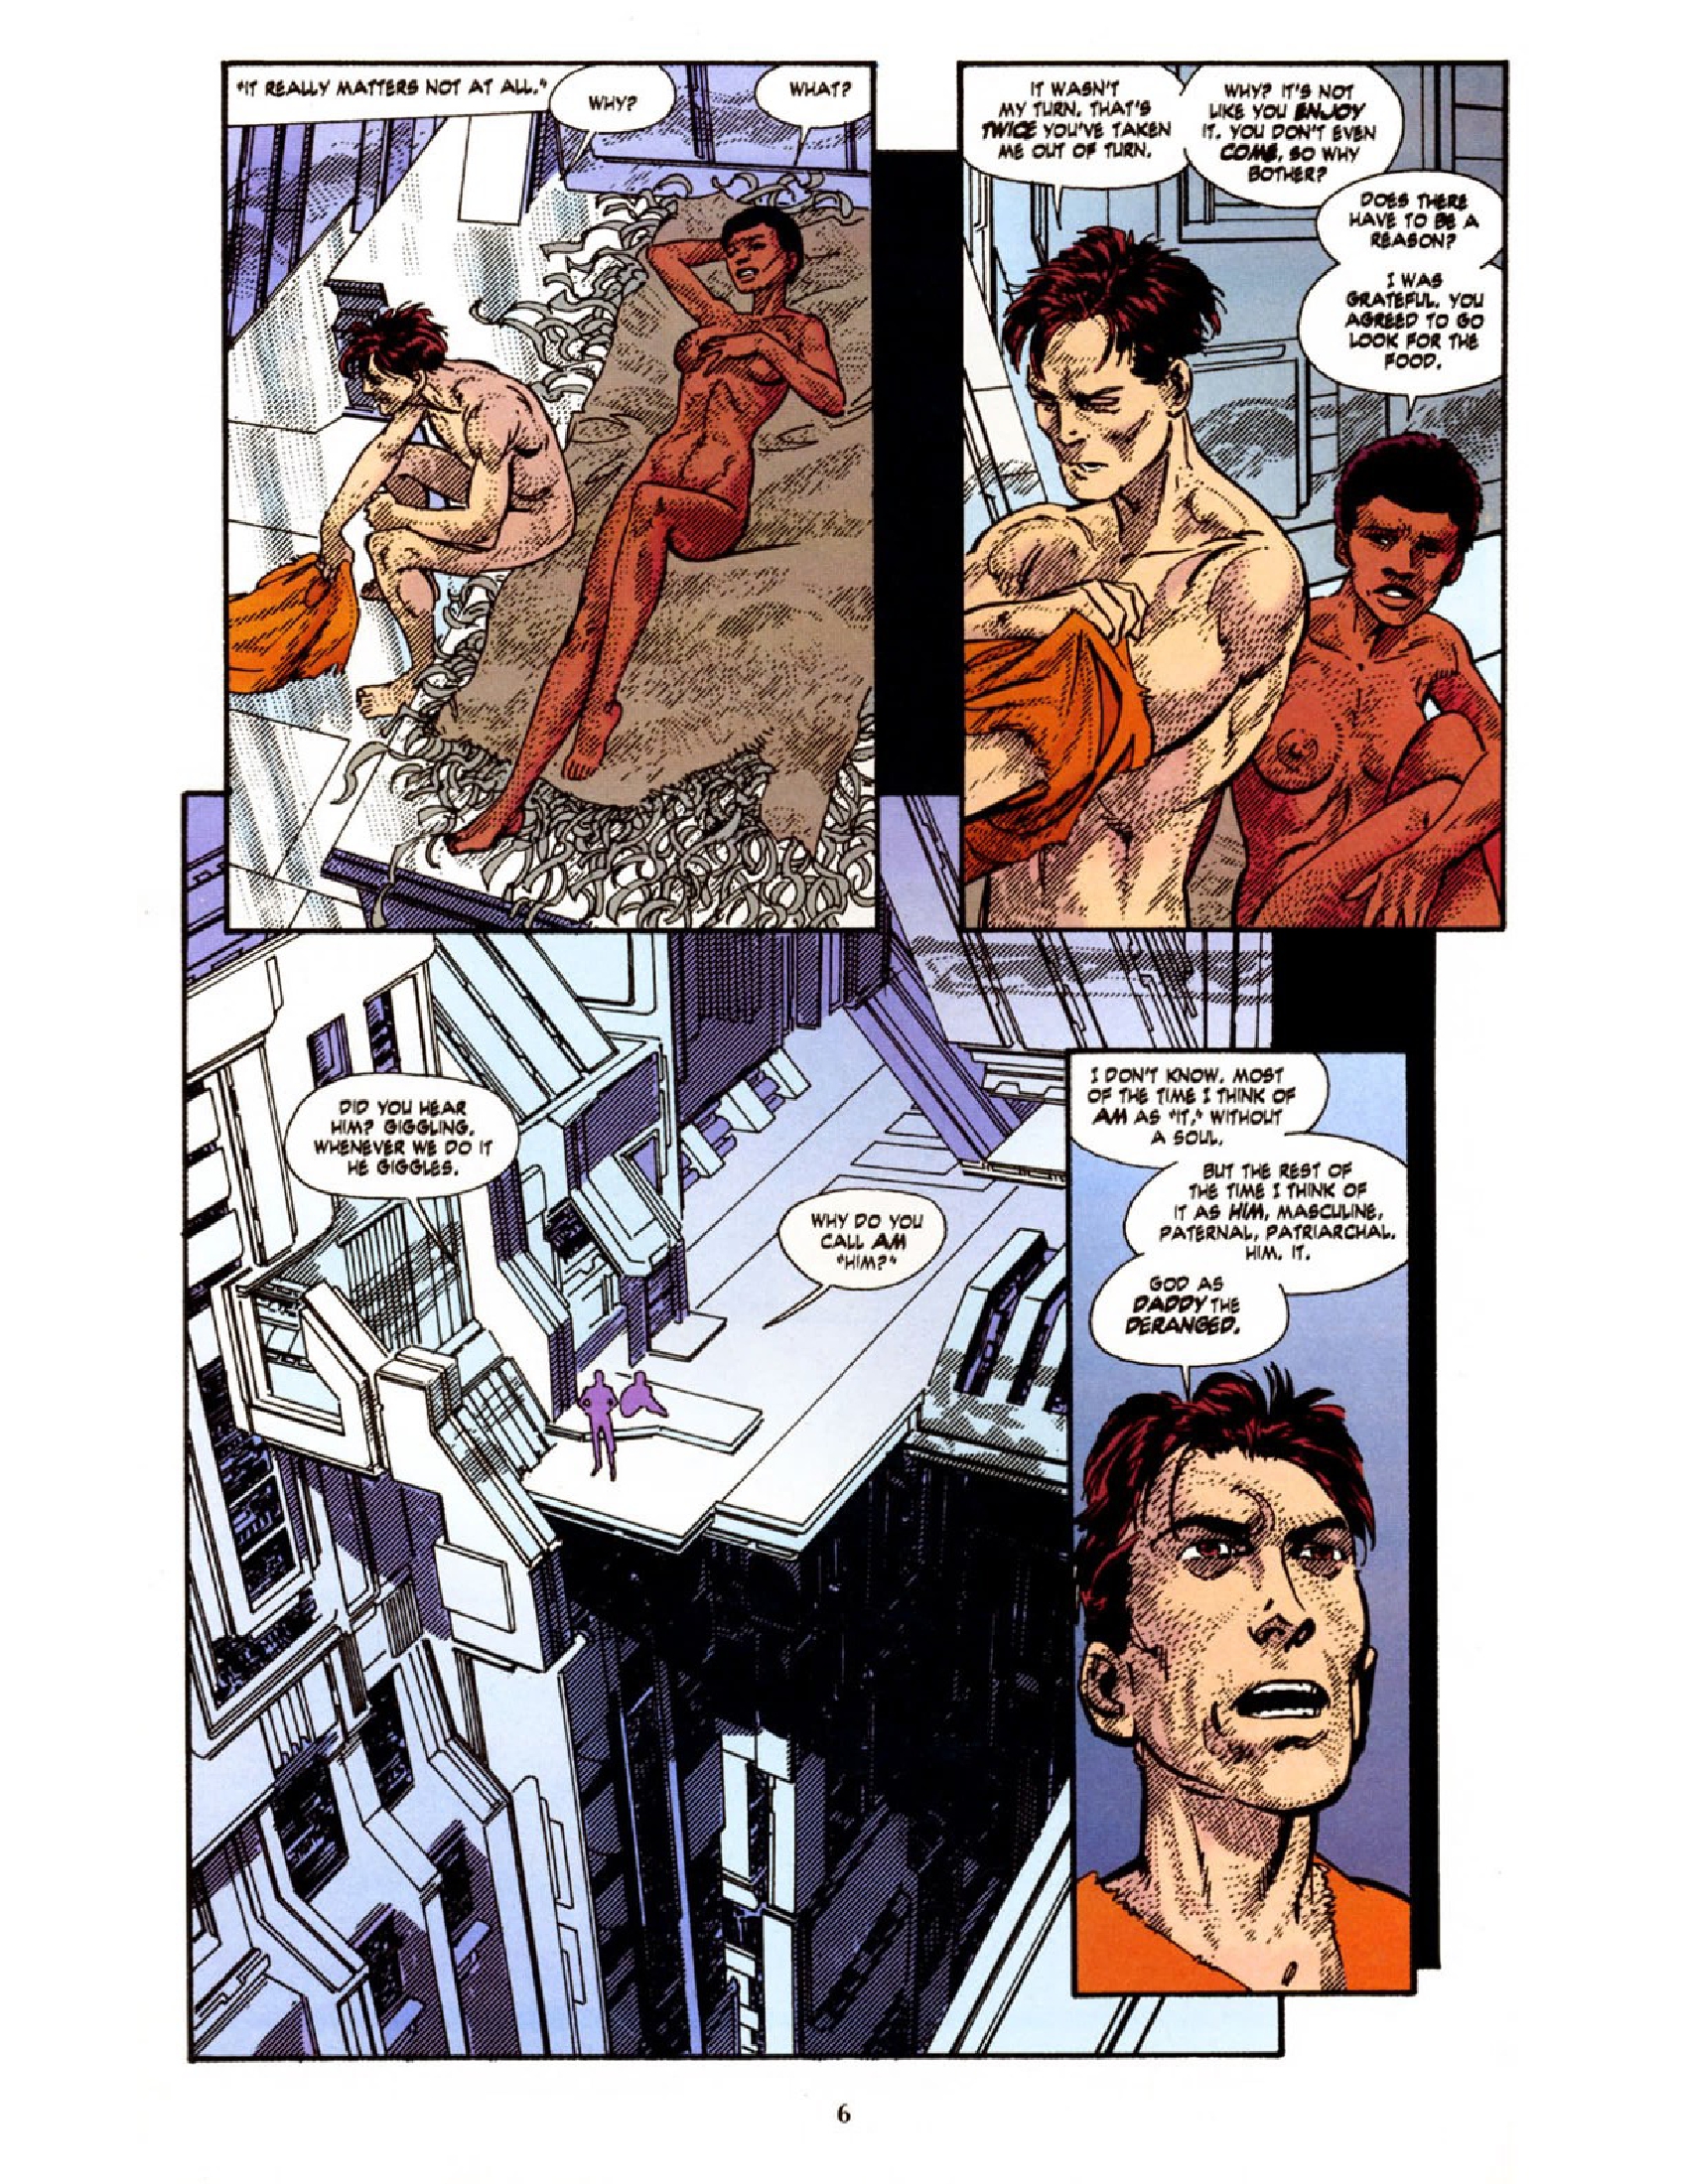 "IT REALLY MATTERS NOT AT ALL."
WHY?
WHAT?
IT WASN'T
MY TURN. THAT'S
TWICE YOU'VE TAKEN
ME OUT OF TURN.
WHY? IT'S NOT
LIKE YOU ENJOY
IT. YOU DON'T EVEN
COME, SO WHY
BOTHER?
DOES THERE
HAVE TO BE A
REASON?
I WAS
GRATEFUL. YOU
AGREED TO GO
LOOK FOR THE
FOOD.
DID YOU HEAR
HIM? GIGGLING.
WHENEVER WE DO IT
HE GIGGLES.
WHY DO YOU
CALL AM
"HIM?"
I DON'T KNOW. MOST
OF THE TIME I THINK OF
AM AS "IT," WITHOUT
A SOUL.
BUT THE REST OF
THE TIME I THINK OF
IT AS HIM, MASCULINE,
PATERNAL, PATRIARCHAL.
HIM. IT.
GOD AS
DADDY THE
DERANGED.
6